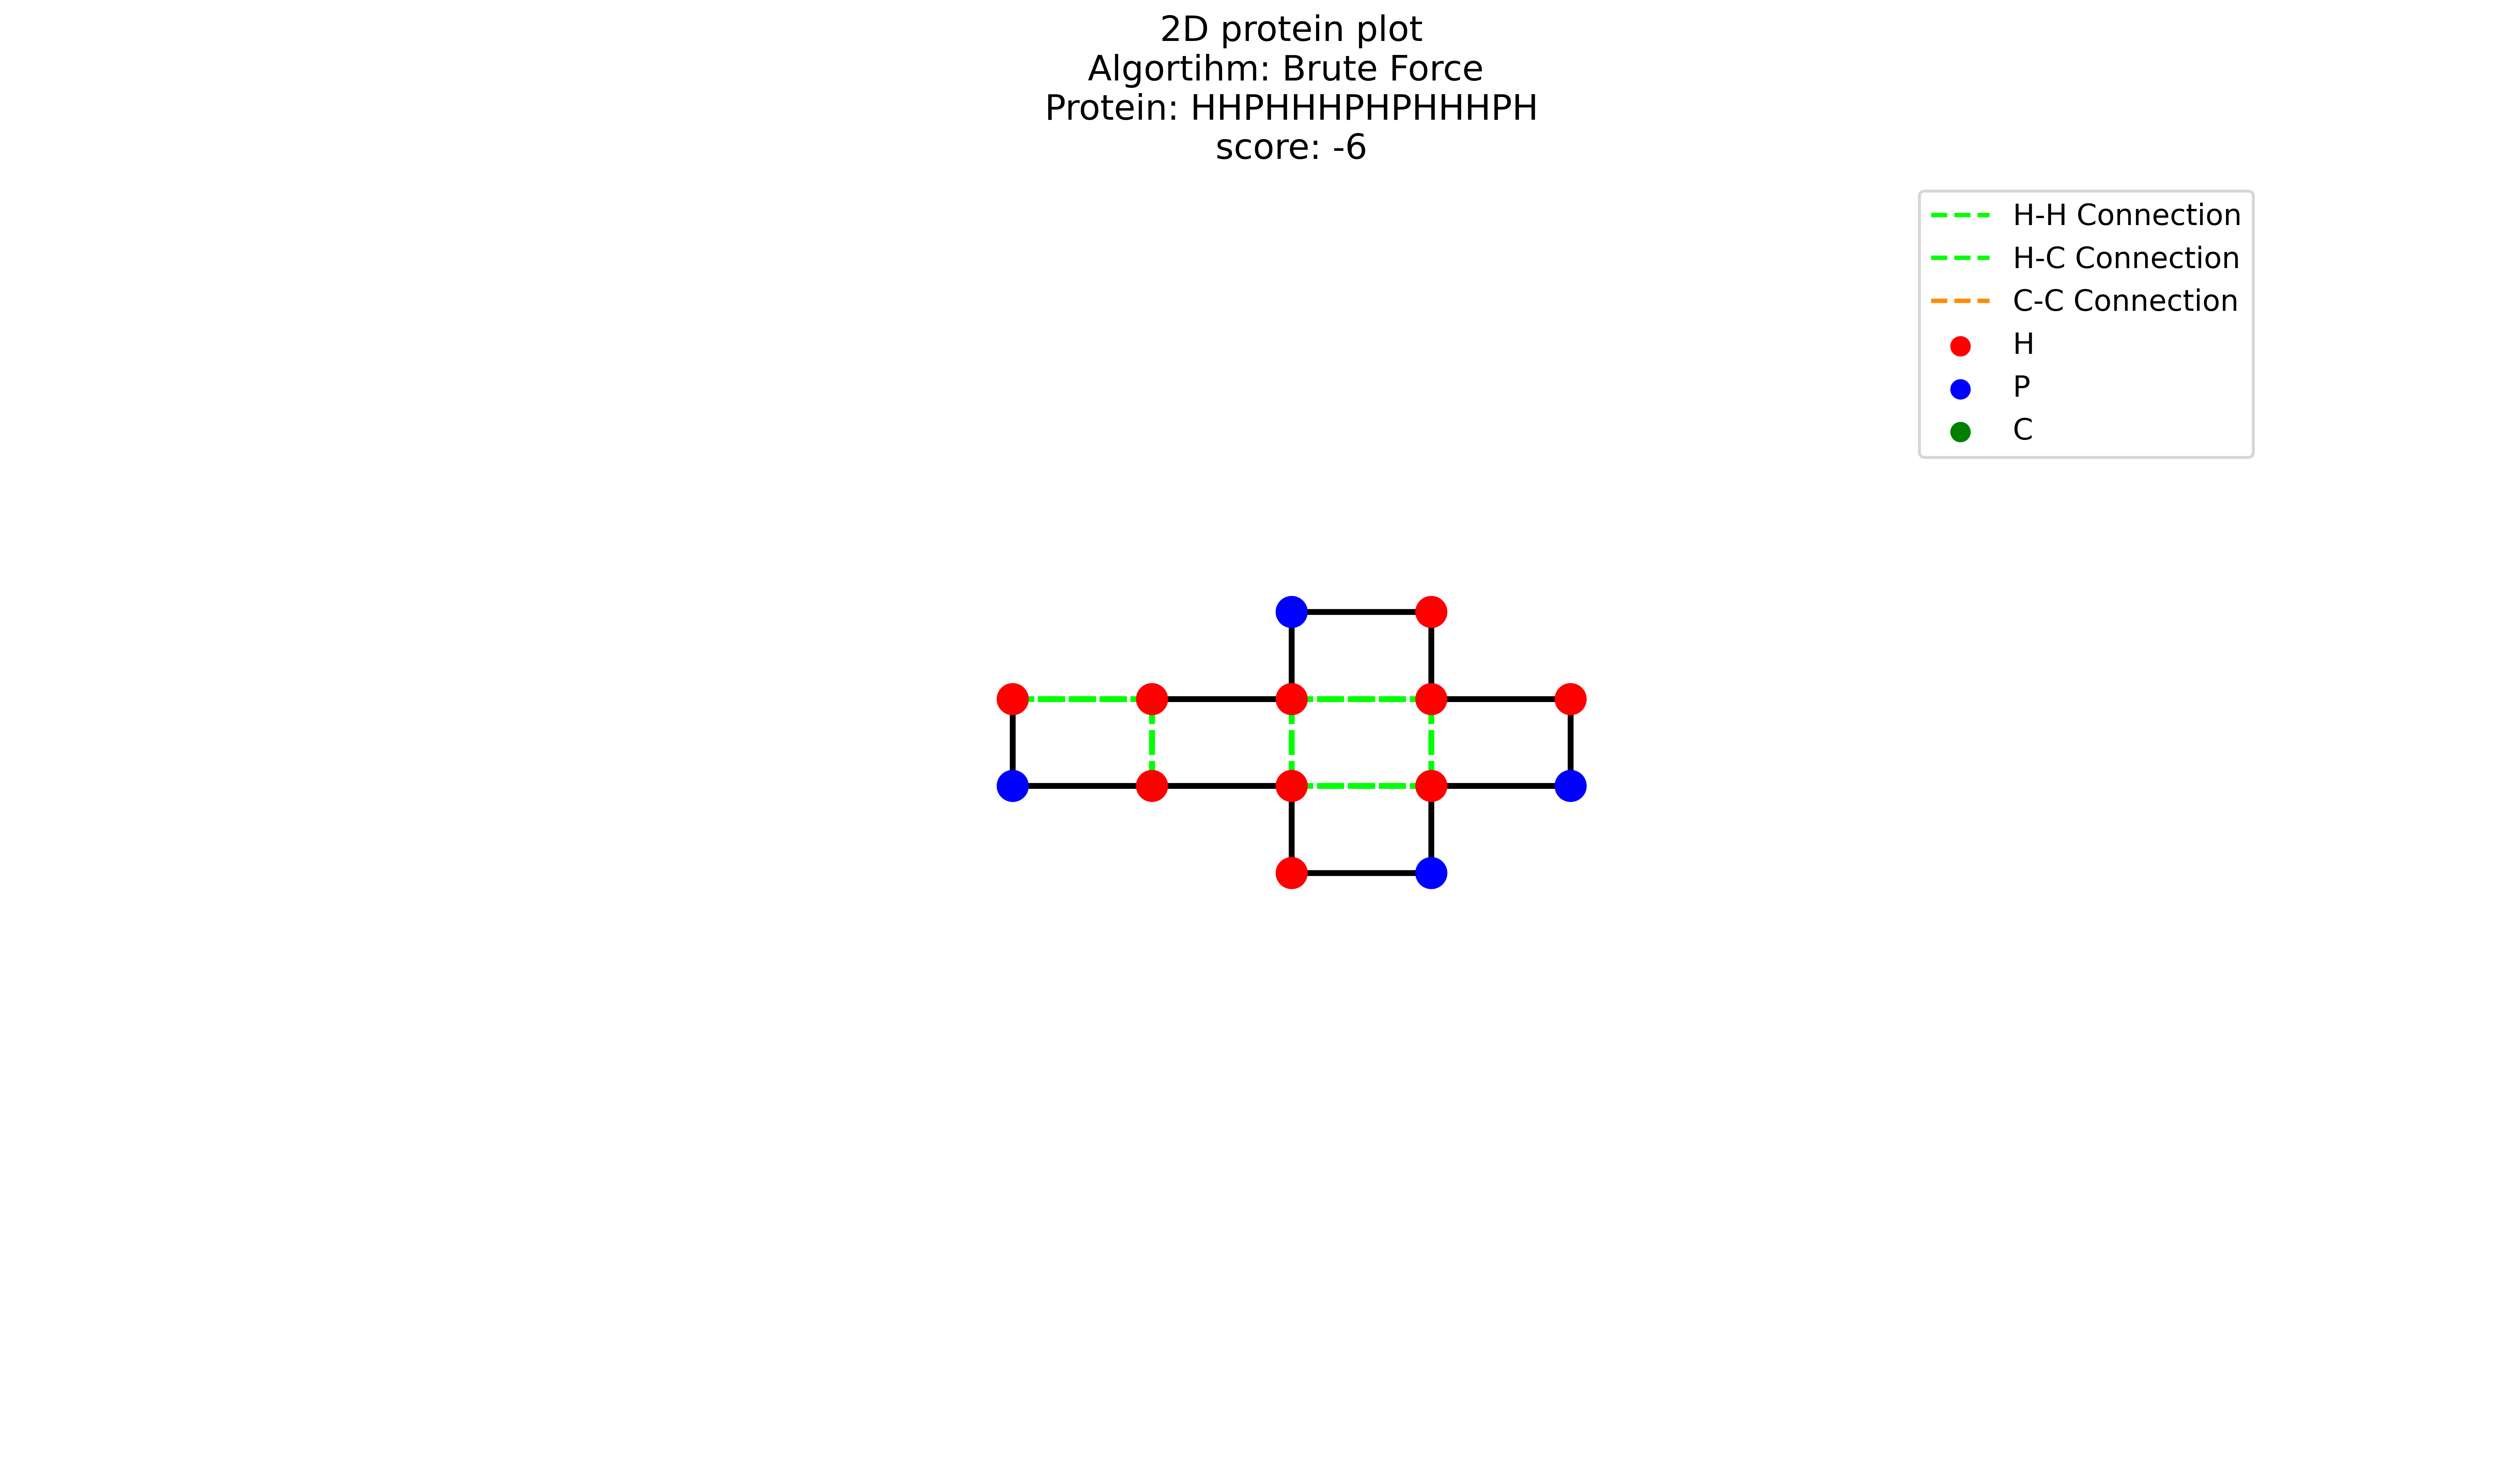 2D protein plot
Algortihm: Brute Force
Protein: HHPHHHPHPHHHPH
score: -6
H-H Connection
H-C Connection
C-C Connection
H
P
C